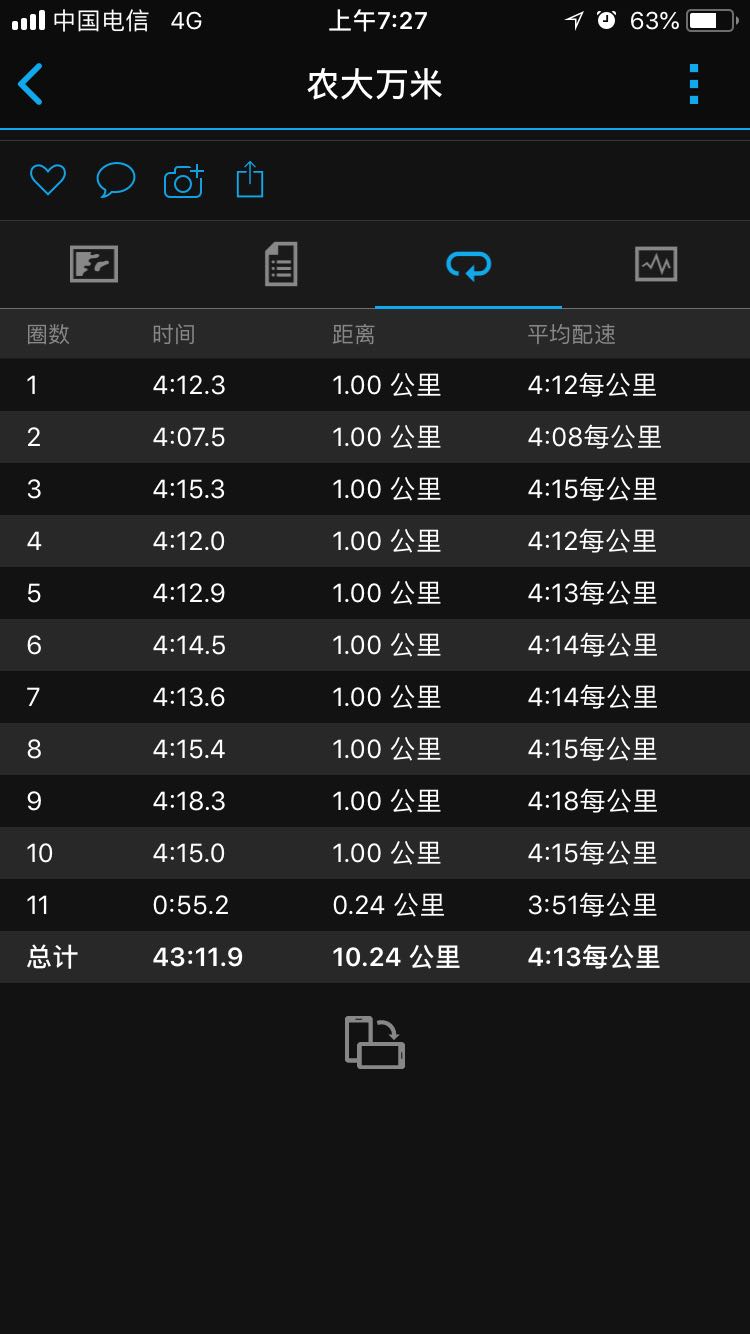 中国电信 4G 上午7:27 63%
农大万米
圈数 时间 距离 平均配速
1 4:12.3 1.00 公里 4:12每公里
2 4:07.5 1.00 公里 4:08每公里
3 4:15.3 1.00 公里 4:15每公里
4 4:12.0 1.00 公里 4:12每公里
5 4:12.9 1.00 公里 4:13每公里
6 4:14.5 1.00 公里 4:14每公里
7 4:13.6 1.00 公里 4:14每公里
8 4:15.4 1.00 公里 4:15每公里
9 4:18.3 1.00 公里 4:18每公里
10 4:15.0 1.00 公里 4:15每公里
11 0:55.2 0.24 公里 3:51每公里
总计 43:11.9 10.24 公里 4:13每公里